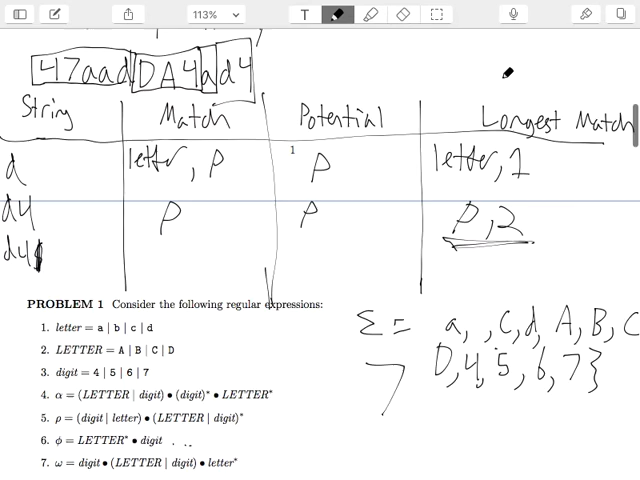 113%
T
47aadDA4ad4
String Match Potential Longest Match
d letter, ρ 1 ρ letter, 1
d4 ρ ρ ρ, 2
d4
PROBLEM 1 Consider the following regular expressions:
1. letter = a | b | c | d
2. LETTER = A | B | C | D
3. digit = 4 | 5 | 6 | 7
4. α = (LETTER | digit) • (digit)* • LETTER*
5. ρ = (digit | letter) • (LETTER | digit)*
6. ϕ = LETTER* • digit
7. ω = digit • (LETTER | digit) • letter*
Σ = a, , C, d, A, B, C
D, 4, 5, 6, 7}